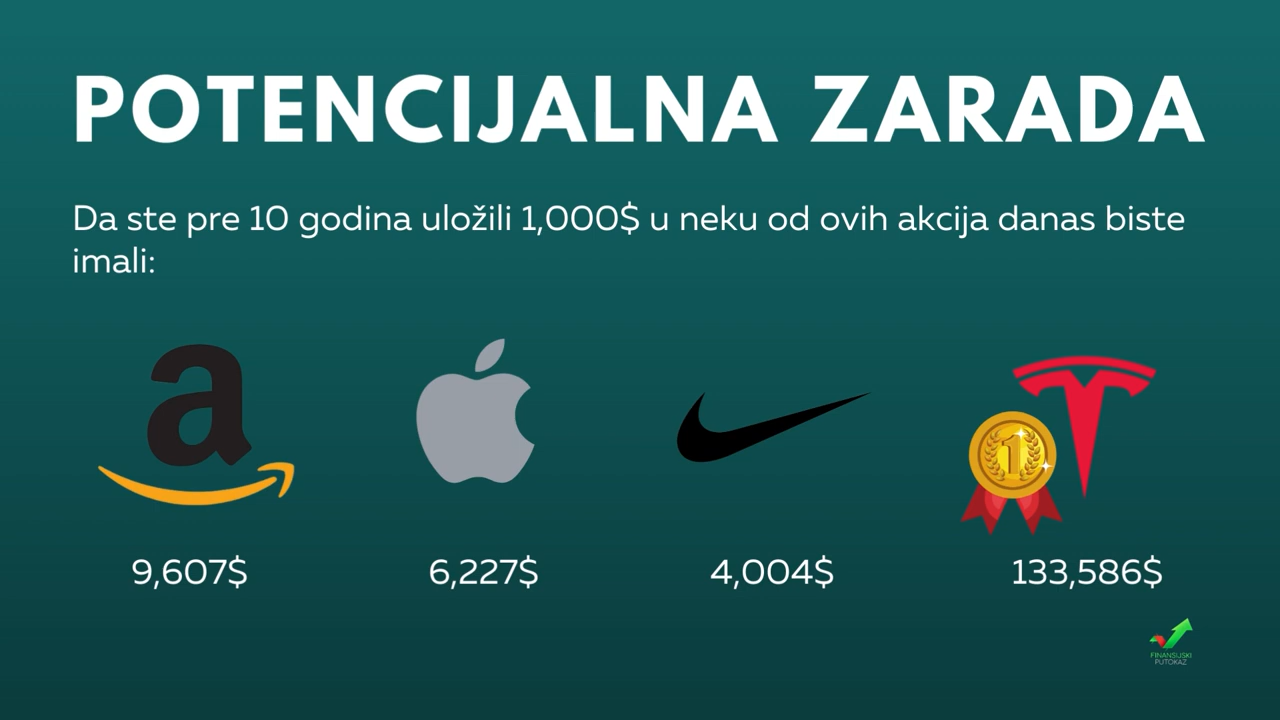 POTENCIJALNA ZARADA
Da ste pre 10 godina uložili 1,000$ u neku od ovih akcija danas biste
imali:
a
1
9,607$
6,227$
4,004$
133,586$
FINANSIJSKI
PUTOKAZ